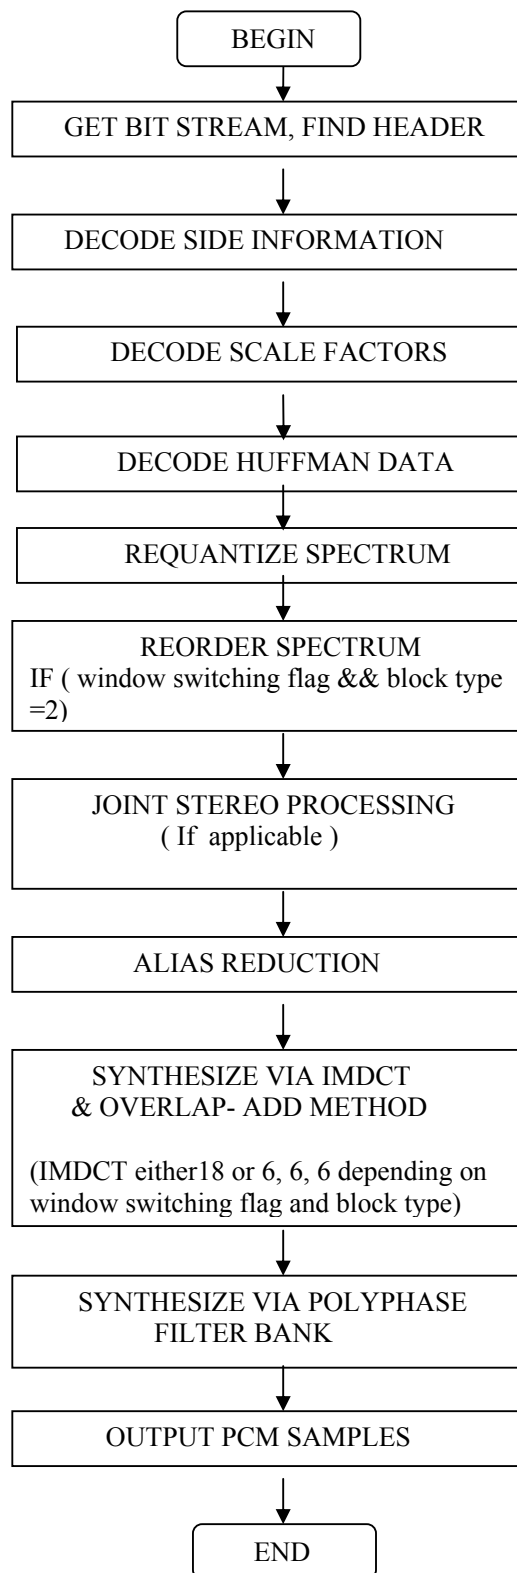 BEGIN
GET BIT STREAM, FIND HEADER
DECODE SIDE INFORMATION
DECODE SCALE FACTORS
DECODE HUFFMAN DATA
REQUANTIZE SPECTRUM
REORDER SPECTRUM
IF ( window switching flag && block type
=2)
JOINT STEREO PROCESSING
( If applicable )
ALIAS REDUCTION
SYNTHESIZE VIA IMDCT
& OVERLAP- ADD METHOD
(IMDCT either18 or 6, 6, 6 depending on
window switching flag and block type)
SYNTHESIZE VIA POLYPHASE
FILTER BANK
OUTPUT PCM SAMPLES
END